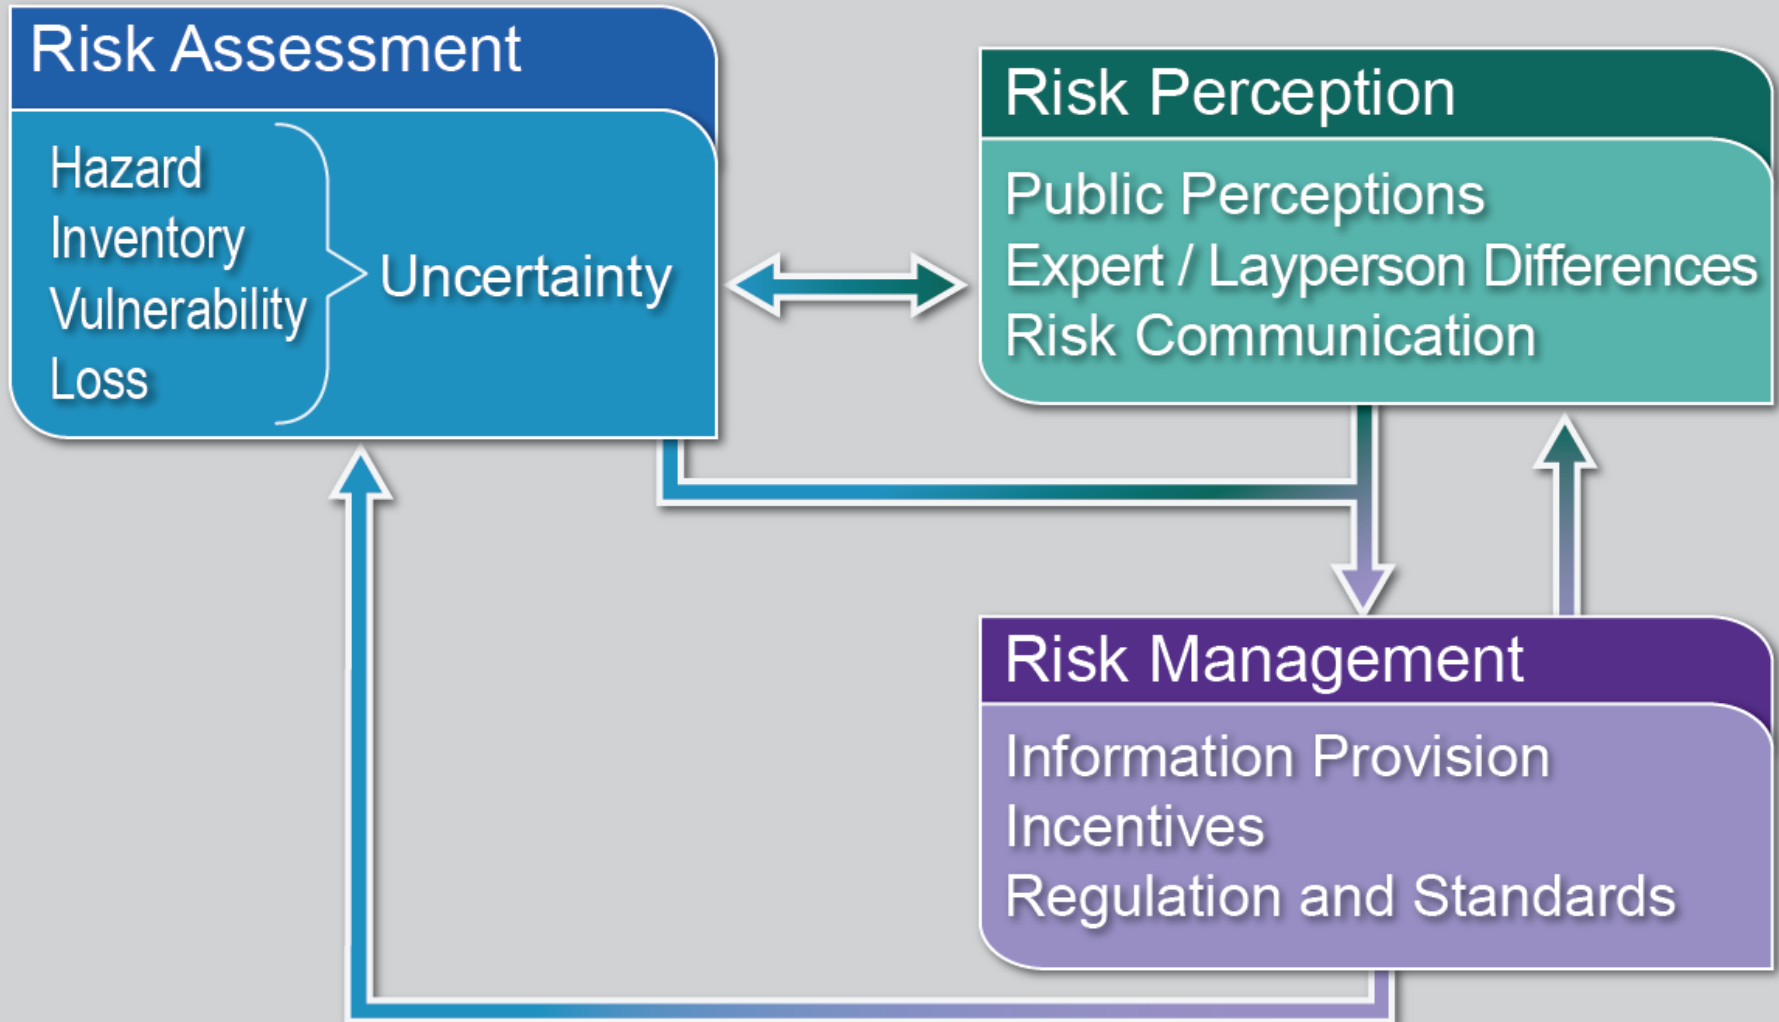 Risk Assessment
Hazard
Inventory
Vulnerability
Loss
Uncertainty
Risk Perception
Public Perceptions
Expert / Layperson Differences
Risk Communication
Risk Management
Information Provision
Incentives
Regulation and Standards